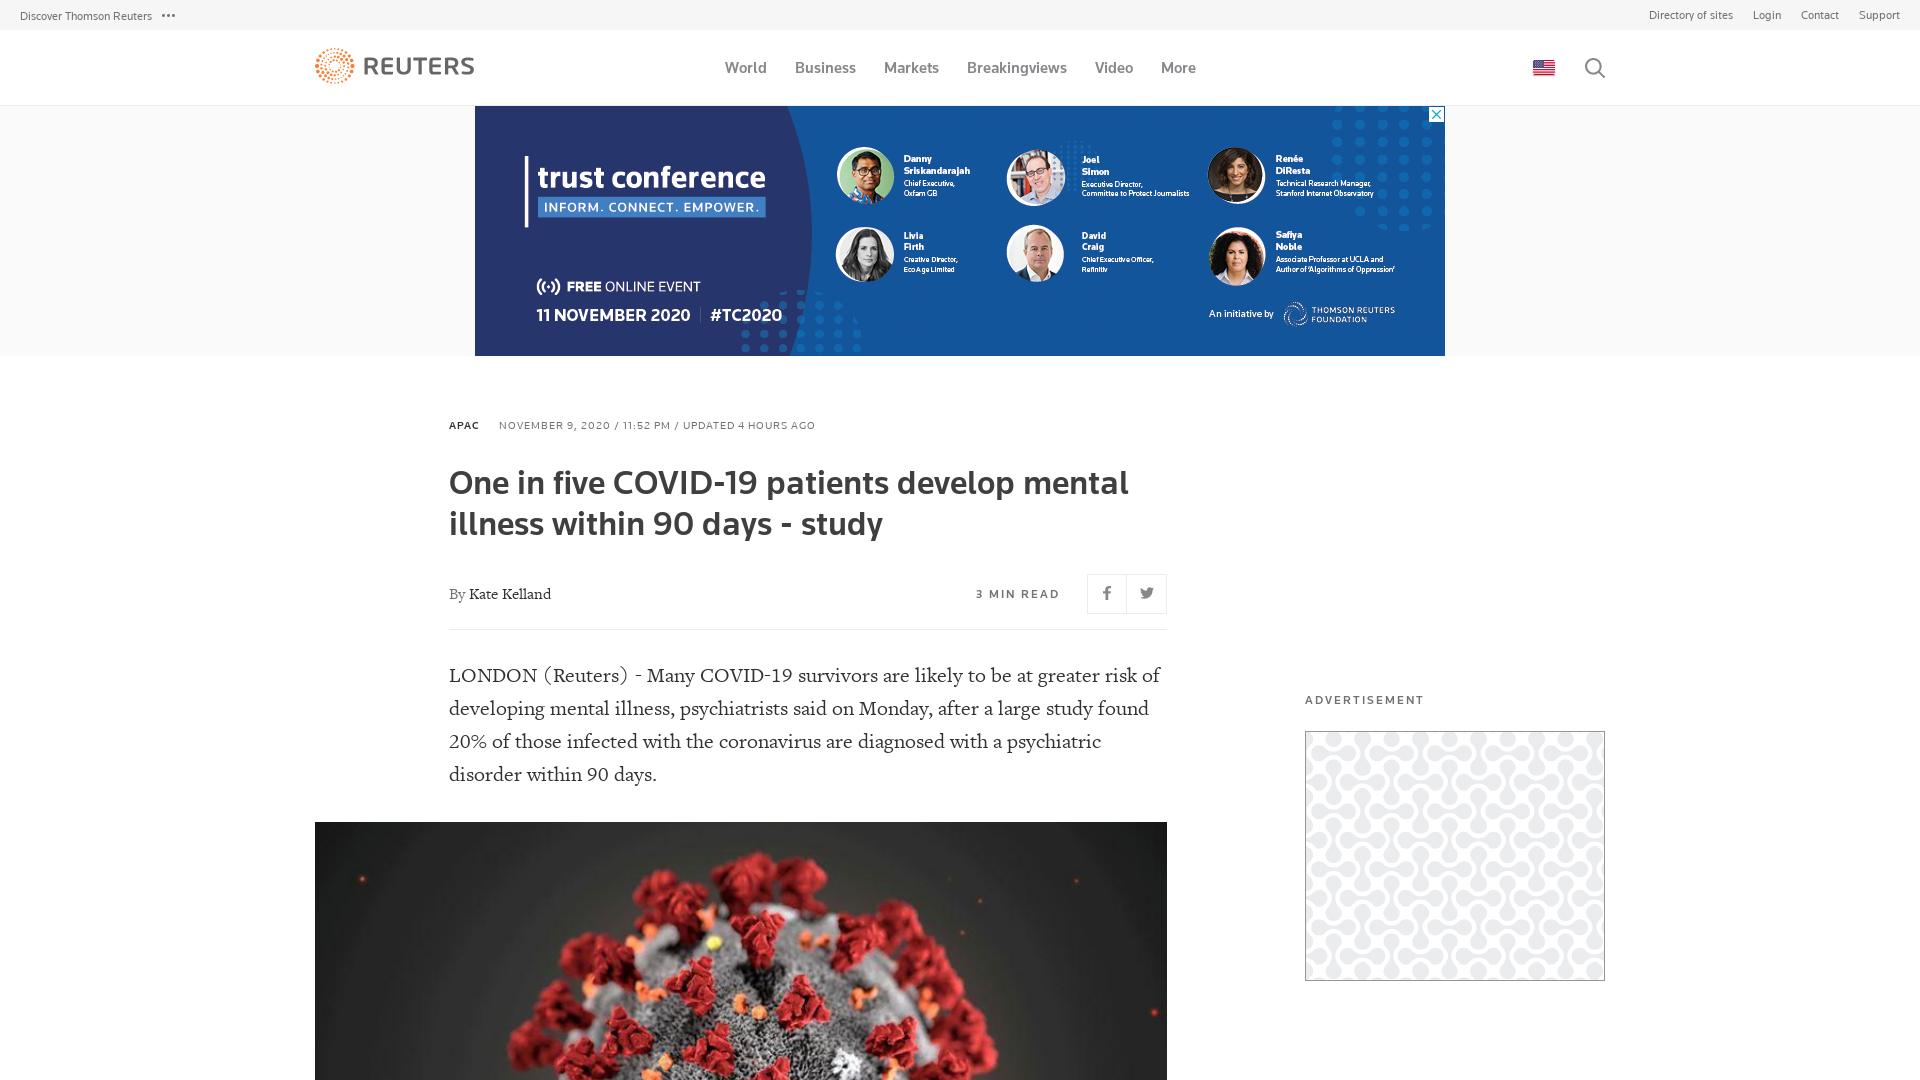 Discover Thomson Reuters
Directory of sites Login Contact Support
REUTERS
World Business Markets Breakingviews Video More
trust conference
INFORM. CONNECT. EMPOWER.
FREE ONLINE EVENT
11 NOVEMBER 2020 | #TC2020
Danny
Sriskandarajah
Chief Executive,
Oxfam GB
Joel
Simon
Executive Director,
Committee to Protect Journalists
Renée
DiResta
Technical Research Manager,
Stanford Internet Observatory
Livia
Firth
Creative Director,
Eco Age Limited
David
Craig
Chief Executive Officer,
Refinitiv
Safiya
Noble
Associate Professor at UCLA and
Author of 'Algorithms of Oppression'
An initiative by
THOMSON REUTERS
FOUNDATION
APAC NOVEMBER 9, 2020 / 11:52 PM / UPDATED 4 HOURS AGO
One in five COVID-19 patients develop mental
illness within 90 days - study
By Kate Kelland
3 MIN READ
LONDON (Reuters) - Many COVID-19 survivors are likely to be at greater risk of
developing mental illness, psychiatrists said on Monday, after a large study found
20% of those infected with the coronavirus are diagnosed with a psychiatric
disorder within 90 days.
ADVERTISEMENT